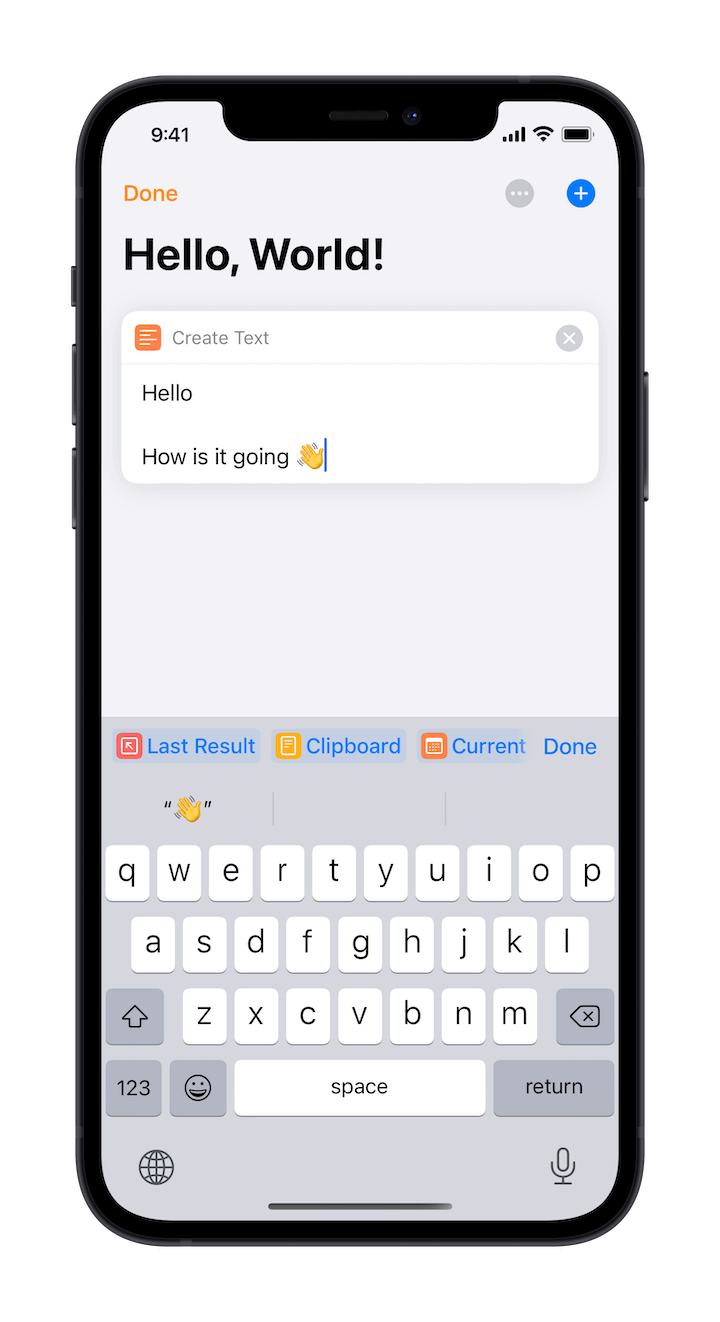 9:41
Done
Hello, World!
Create Text
Hello
How is it going 👋
Last Result Clipboard Current Done
“👋”
q w e r t y u i o p
a s d f g h j k l
z x c v b n m
123 space return